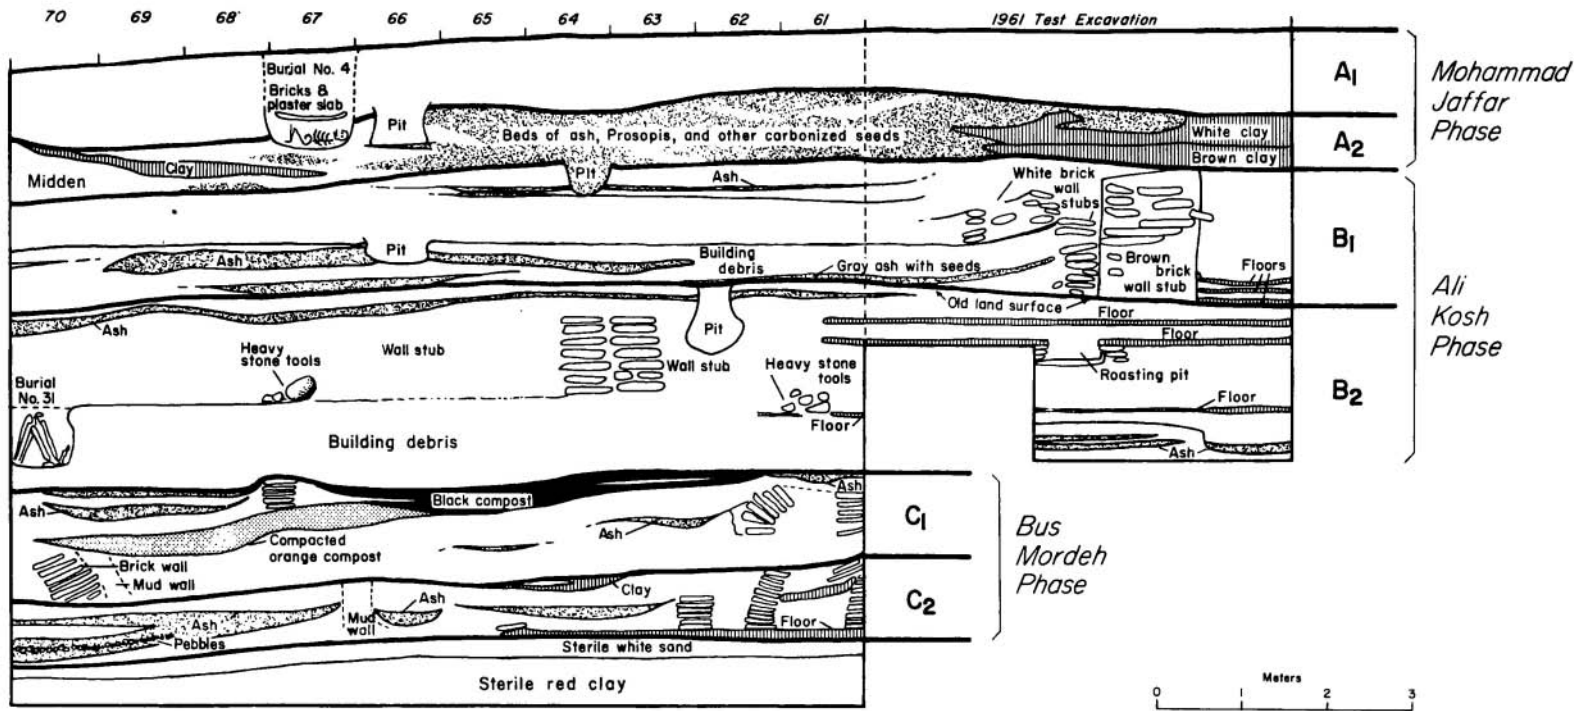 70 69 68 67 66 65 64 63 62 61 1961 Test Excavation
Burial No. 4
Bricks &
plaster slab
Pit
Beds of ash, Prosopis, and other carbonized seeds
White clay
Brown clay
A1
A2
Mohammad
Jaffar
Phase
Clay
Midden
Pit
Ash
White brick
wall
stubs
Pit
Ash
Building
debris
Gray ash with seeds
Brown
brick
wall stub
Floors
B1
Old land surface
Ali
Kosh
Phase
Ash
Pit
Floor
Floor
Heavy
stone tools
Wall stub
Wall stub
Heavy stone
tools
Roasting pit
B2
Burial
No. 31
Floor
Floor
Building debris
Ash
Black compost
Ash
Ash
C1
Ash
Compacted
orange compost
Bus
Mordeh
Phase
Brick wall
Mud wall
Clay
C2
Ash
Ash
Mud
wall
Floor
Pebbles
Sterile white sand
Sterile red clay
Meters
0 1 2 3